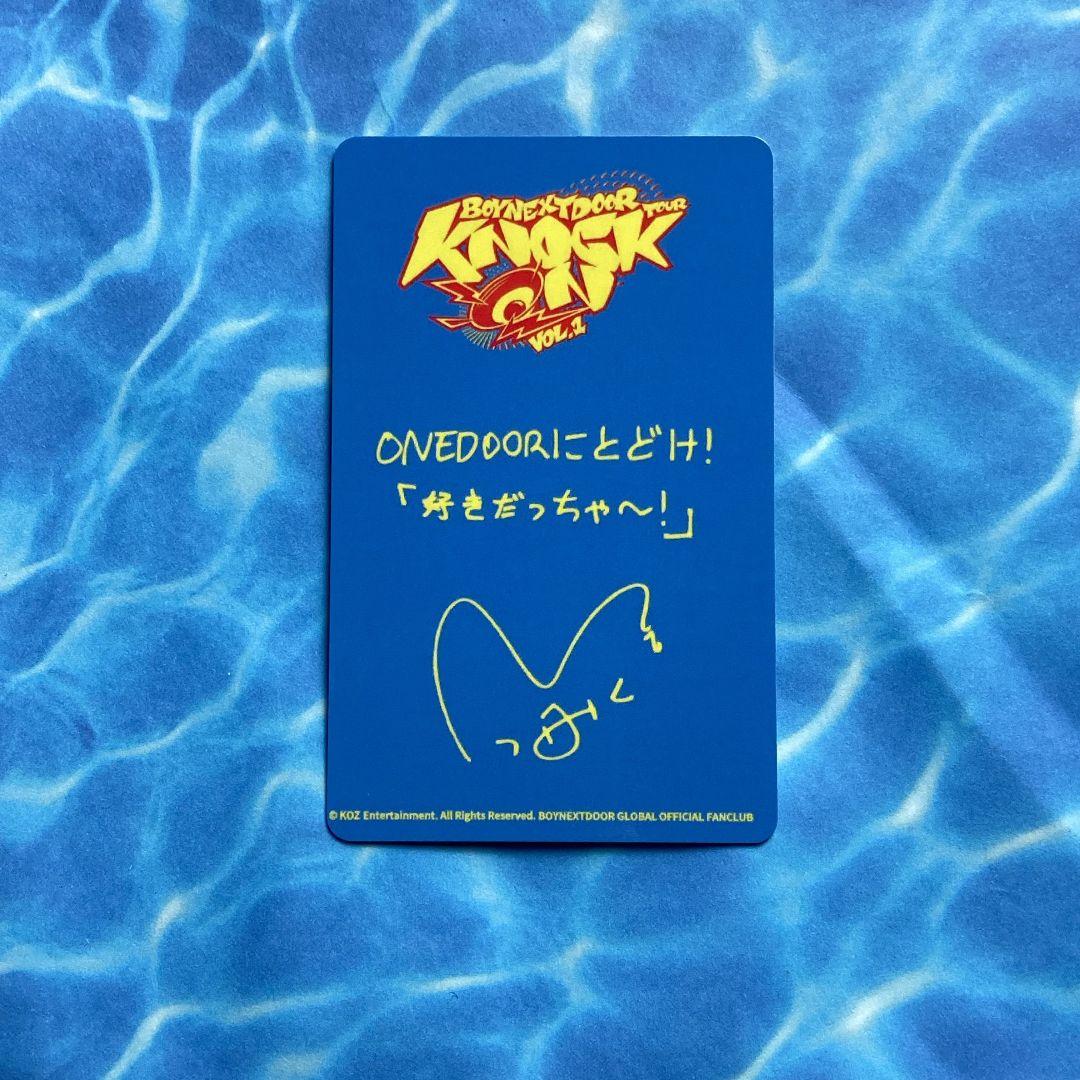 BOYNEXTDOOR
TOUR
KNOCK
ON
VOL.1
ONEDOORにとどけ!
「好きだっちゃ〜!」
© KOZ Entertainment. All Rights Reserved. BOYNEXTDOOR GLOBAL OFFICIAL FANCLUB